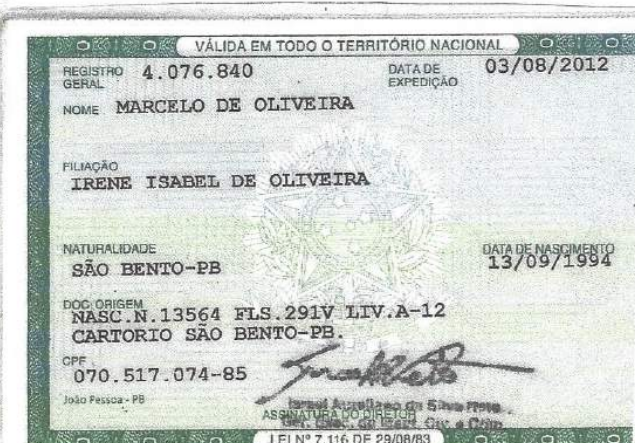 VÁLIDA EM TODO O TERRITÓRIO NACIONAL
REGISTRO GERAL 4.076.840 DATA DE EXPEDIÇÃO 03/08/2012
NOME MARCELO DE OLIVEIRA
FILIAÇÃO
IRENE ISABEL DE OLIVEIRA
NATURALIDADE DATA DE NASCIMENTO
SÃO BENTO-PB 13/09/1994
DOC ORIGEM
NASC.N.13564 FLS.291V LIV.A-12
CARTORIO SÃO BENTO-PB.
CPF
070.517.074-85
João Pessoa - PB
ASSINATURA DO DIRETOR
LEI Nº 7.116 DE 29/08/83